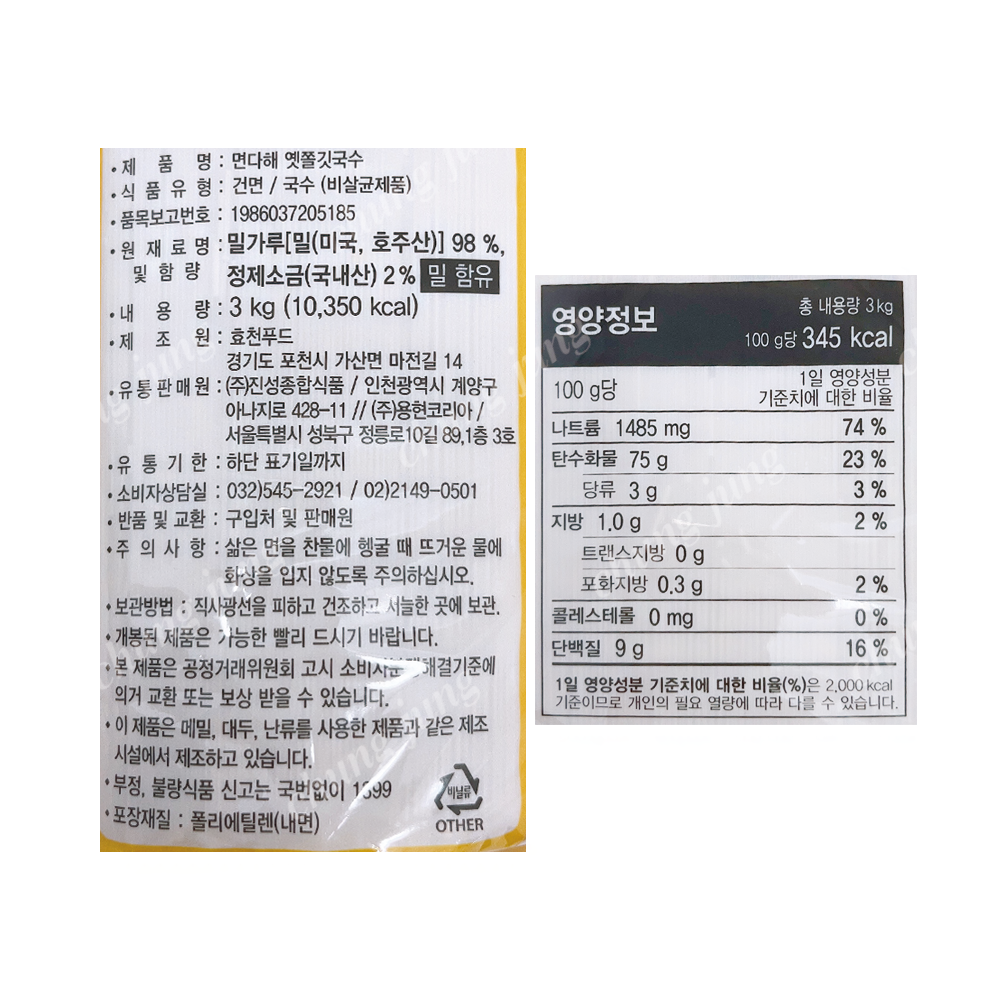 • 제 품 명 : 면다해 옛쫄깃국수
• 식 품 유 형 : 건면 / 국수 (비살균제품)
• 품목보고번호 : 1986037205185
• 원 재 료 명 : 밀가루[밀(미국, 호주산)] 98 %,
및 함 량 정제소금(국내산) 2 % 밀 함유
• 내 용 량 : 3 kg (10,350 kcal)
• 제 조 원 : 효천푸드
경기도 포천시 가산면 마전길 14
• 유통판매원 : (주)진성종합식품 / 인천광역시 계양구
아나지로 428-11 // (주)용현코리아 /
서울특별시 성북구 정릉로10길 89,1층 3호
• 유 통 기 한 : 하단 표기일까지
• 소비자상담실 : 032)545-2921 / 02)2149-0501
• 반품 및 교환 : 구입처 및 판매원
• 주 의 사 항 : 삶은 면을 찬물에 헹굴 때 뜨거운 물에
화상을 입지 않도록 주의하십시오.
• 보관방법 : 직사광선을 피하고 건조하고 서늘한 곳에 보관.
• 개봉된 제품은 가능한 빨리 드시기 바랍니다.
• 본 제품은 공정거래위원회 고시 소비자분쟁해결기준에
의거 교환 또는 보상 받을 수 있습니다.
• 이 제품은 메밀, 대두, 난류를 사용한 제품과 같은 제조
시설에서 제조하고 있습니다.
• 부정, 불량식품 신고는 국번없이 1399
• 포장재질 : 폴리에틸렌(내면)
비닐류
OTHER
영양정보
총 내용량 3 kg
100 g당 345 kcal
100 g당
1일 영양성분
기준치에 대한 비율
나트륨 1485 mg 74 %
탄수화물 75 g 23 %
당류 3 g 3 %
지방 1.0 g 2 %
트랜스지방 0 g
포화지방 0.3 g 2 %
콜레스테롤 0 mg 0 %
단백질 9 g 16 %
1일 영양성분 기준치에 대한 비율(%)은 2,000 kcal
기준이므로 개인의 필요 열량에 따라 다를 수 있습니다.
chung jung